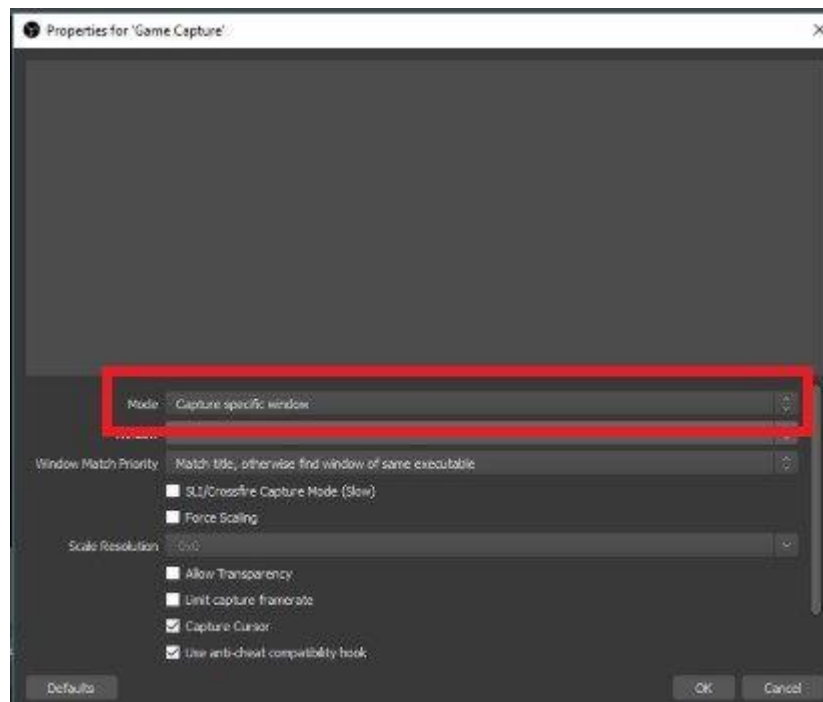 Properties for 'Game Capture'
Mode Capture specific window
Window Match Priority Match title, otherwise find window of same executable
SLI/Crossfire Capture Mode (Slow)
Force Scaling
Scale Resolution 0x0
Allow Transparency
Limit capture framerate
Capture Cursor
Use anti-cheat compatibility hook
Defaults OK Cancel